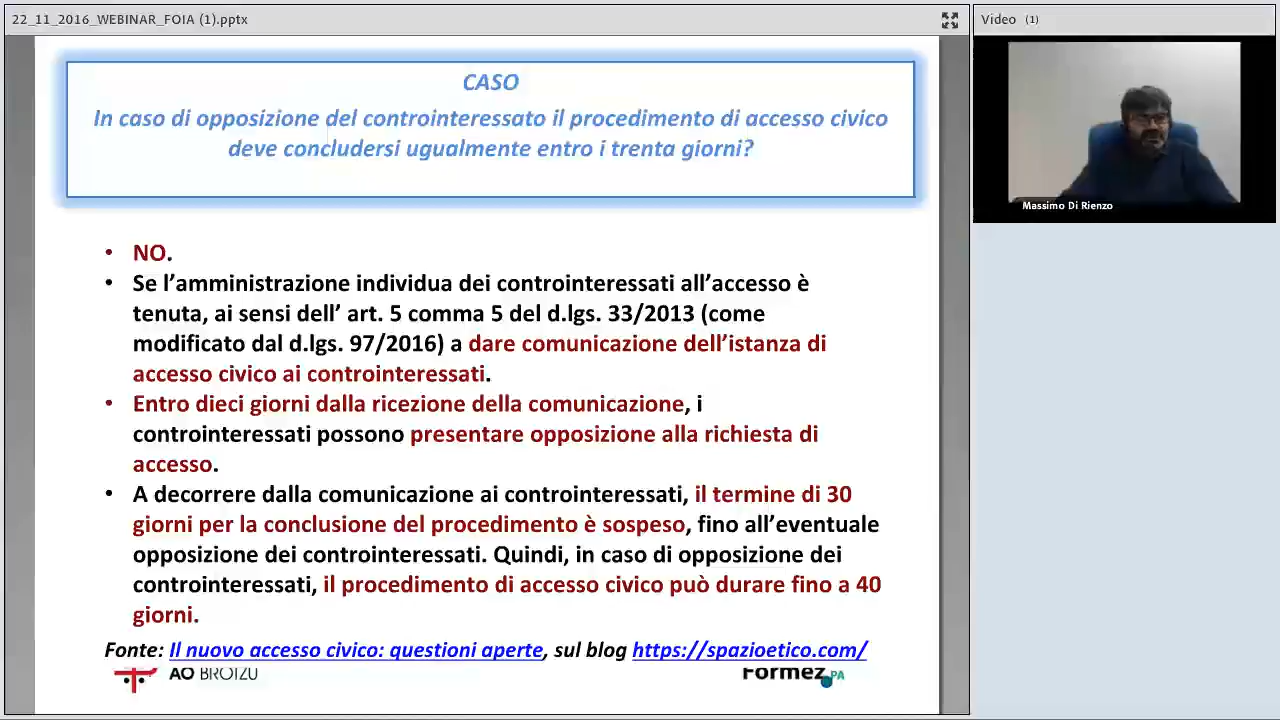 22_11_2016_WEBINAR_FOIA (1).pptx
Video (1)
Massimo Di Rienzo
CASO
In caso di opposizione del controinteressato il procedimento di accesso civico
deve concludersi ugualmente entro i trenta giorni?
• NO.
• Se l’amministrazione individua dei controinteressati all’accesso è
tenuta, ai sensi dell’ art. 5 comma 5 del d.lgs. 33/2013 (come
modificato dal d.lgs. 97/2016) a dare comunicazione dell’istanza di
accesso civico ai controinteressati.
• Entro dieci giorni dalla ricezione della comunicazione, i
controinteressati possono presentare opposizione alla richiesta di
accesso.
• A decorrere dalla comunicazione ai controinteressati, il termine di 30
giorni per la conclusione del procedimento è sospeso, fino all’eventuale
opposizione dei controinteressati. Quindi, in caso di opposizione dei
controinteressati, il procedimento di accesso civico può durare fino a 40
giorni.
Fonte: Il nuovo accesso civico: questioni aperte, sul blog https://spazioetico.com/
AO BROTZU
Formez PA